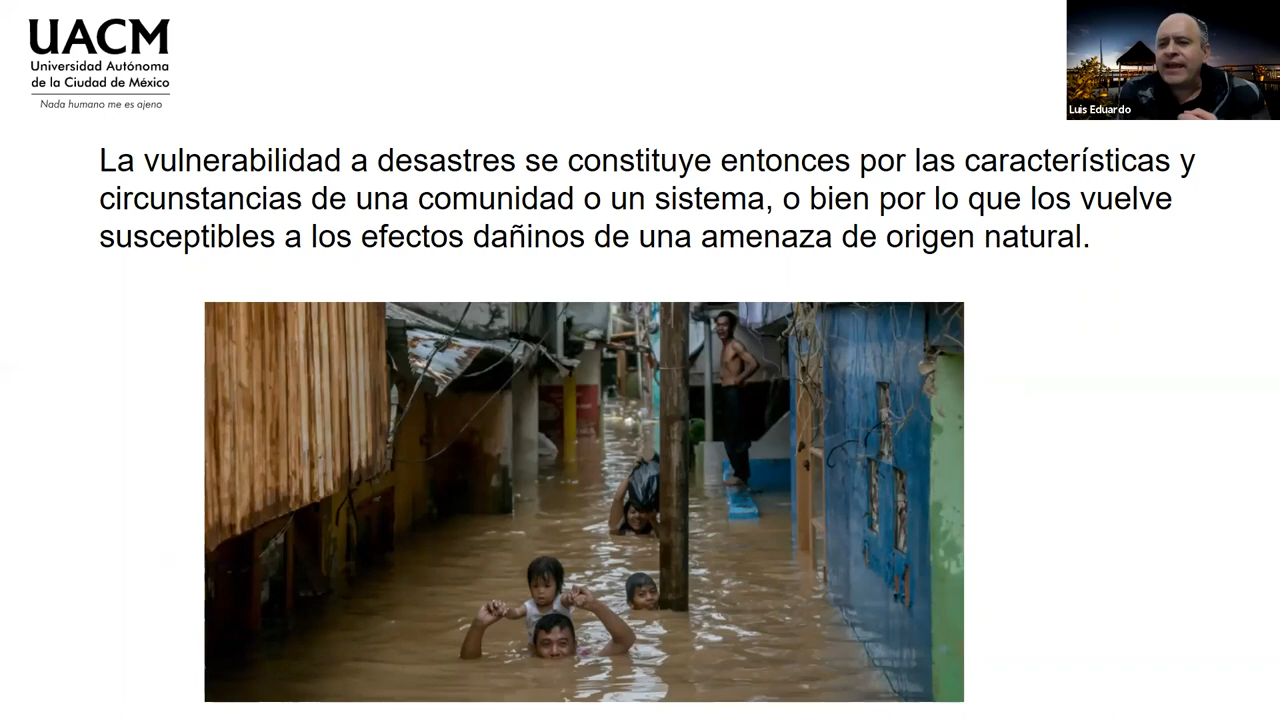 UACM
Universidad Autónoma
de la Ciudad de México
Nada humano me es ajeno
Luis Eduardo
La vulnerabilidad a desastres se constituye entonces por las características y
circunstancias de una comunidad o un sistema, o bien por lo que los vuelve
susceptibles a los efectos dañinos de una amenaza de origen natural.